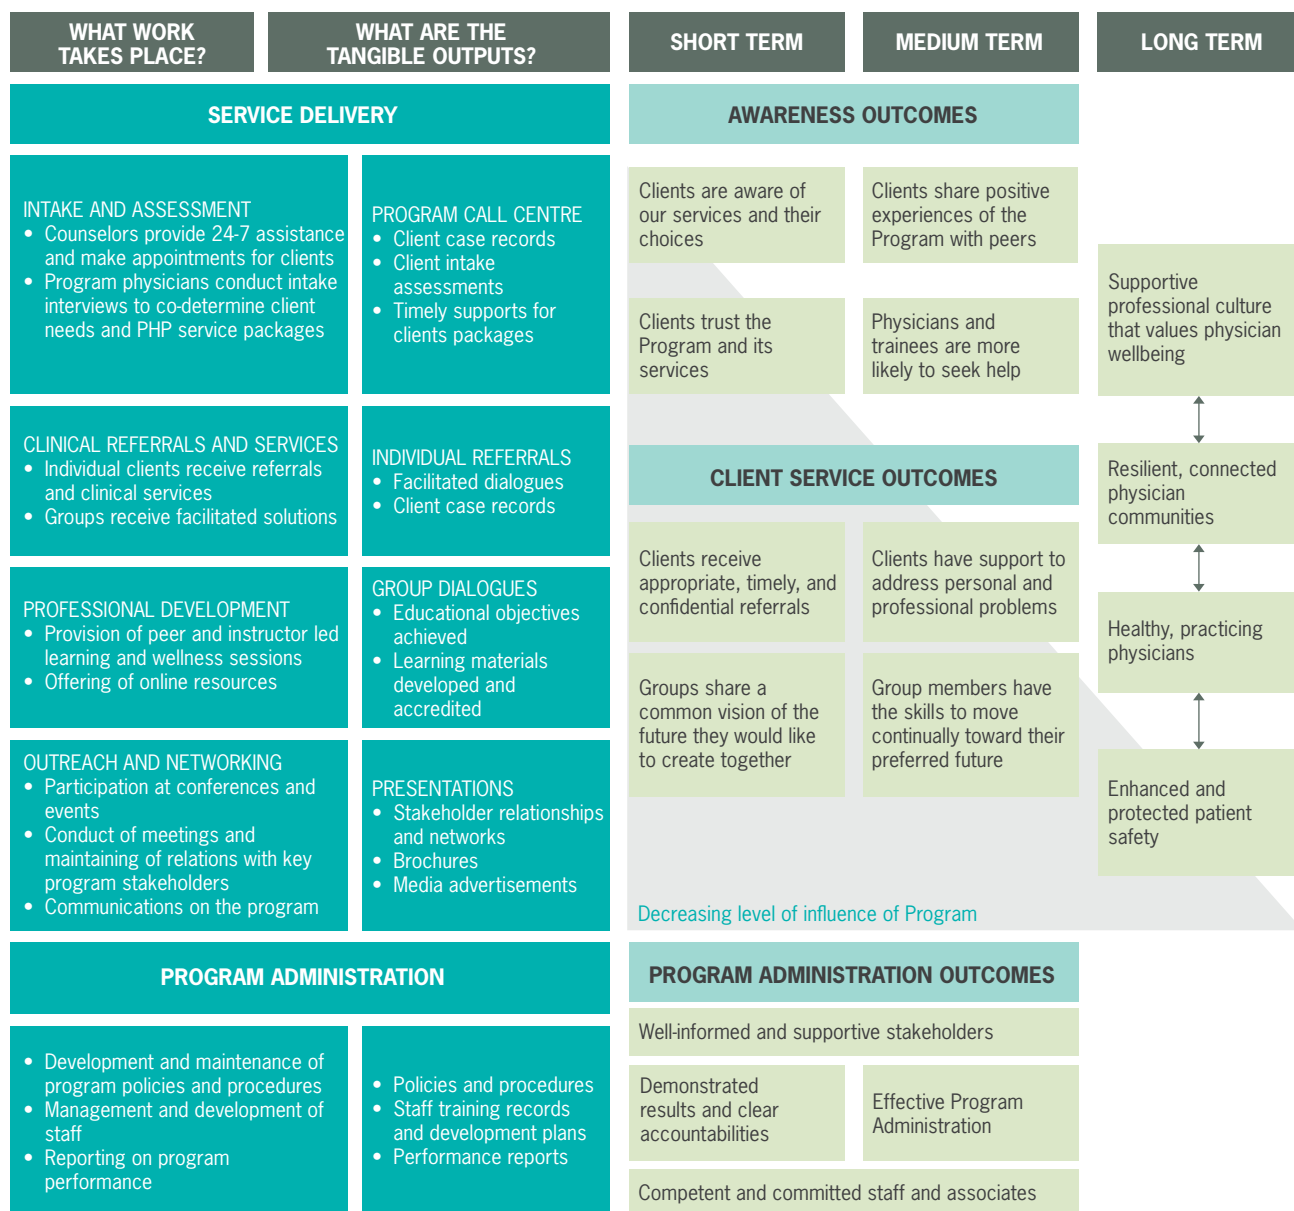 WHAT WORK
TAKES PLACE?
WHAT ARE THE
TANGIBLE OUTPUTS?
SHORT TERM
MEDIUM TERM
LONG TERM
SERVICE DELIVERY
INTAKE AND ASSESSMENT
• Counselors provide 24-7 assistance
and make appointments for clients
• Program physicians conduct intake
interviews to co-determine client
needs and PHP service packages
PROGRAM CALL CENTRE
• Client case records
• Client intake
assessments
• Timely supports for
clients packages
CLINICAL REFERRALS AND SERVICES
• Individual clients receive referrals
and clinical services
• Groups receive facilitated solutions
INDIVIDUAL REFERRALS
• Facilitated dialogues
• Client case records
PROFESSIONAL DEVELOPMENT
• Provision of peer and instructor led
learning and wellness sessions
• Offering of online resources
GROUP DIALOGUES
• Educational objectives
achieved
• Learning materials
developed and
accredited
OUTREACH AND NETWORKING
• Participation at conferences and
events
• Conduct of meetings and
maintaining of relations with key
program stakeholders
• Communications on the program
PRESENTATIONS
• Stakeholder relationships
and networks
• Brochures
• Media advertisements
AWARENESS OUTCOMES
Clients are aware of
our services and their
choices
Clients share positive
experiences of the
Program with peers
Clients trust the
Program and its
services
Physicians and
trainees are more
likely to seek help
CLIENT SERVICE OUTCOMES
Clients receive
appropriate, timely, and
confidential referrals
Clients have support to
address personal and
professional problems
Groups share a
common vision of the
future they would like
to create together
Group members have
the skills to move
continually toward their
preferred future
Decreasing level of influence of Program
Supportive
professional culture
that values physician
wellbeing
Resilient, connected
physician
communities
Healthy, practicing
physicians
Enhanced and
protected patient
safety
PROGRAM ADMINISTRATION
• Development and maintenance of
program policies and procedures
• Management and development of
staff
• Reporting on program
performance
• Policies and procedures
• Staff training records
and development plans
• Performance reports
PROGRAM ADMINISTRATION OUTCOMES
Well-informed and supportive stakeholders
Demonstrated
results and clear
accountabilities
Effective Program
Administration
Competent and committed staff and associates